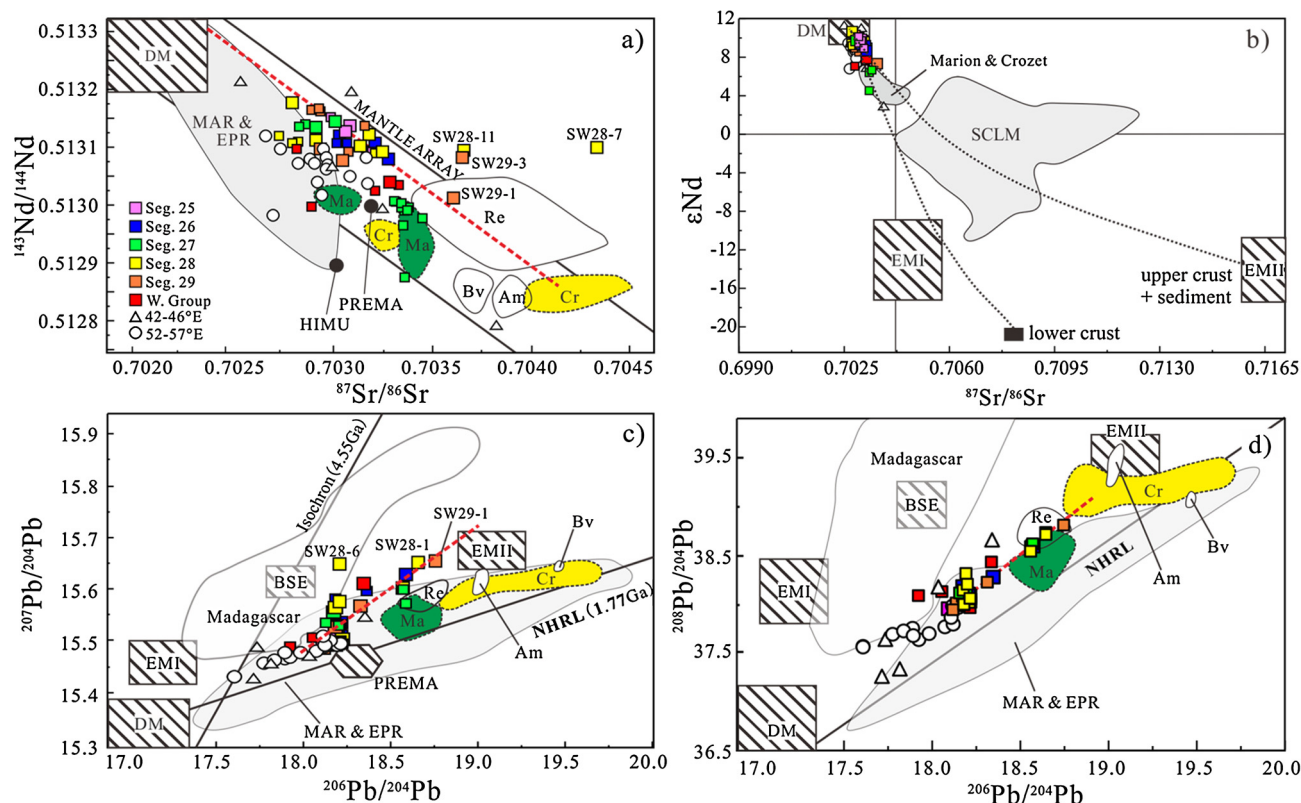 a)
0.5133
0.5132
0.5131
0.5130
0.5129
0.5128
¹⁴³Nd/¹⁴⁴Nd
DM
MAR &
EPR
MANTLE ARRAY
SW28-11
SW28-7
SW29-3
SW29-1
Re
Ma
Cr
Ma
Bv
Am
Cr
PREMA
HIMU
Seg. 25
Seg. 26
Seg. 27
Seg. 28
Seg. 29
W. Group
42-46°E
52-57°E
0.7020
0.7025
0.7030
0.7035
0.7040
0.7045
⁸⁷Sr/⁸⁶Sr
b)
12
8
4
0
-4
-8
-12
-16
-20
εNd
DM
Marion & Crozet
SCLM
EMI
EMII
upper crust
+ sediment
lower crust
0.6990
0.7025
0.7060
0.7095
0.7130
0.7165
⁸⁷Sr/⁸⁶Sr
c)
15.9
15.8
15.7
15.6
15.5
15.4
15.3
²⁰⁷Pb/²⁰⁴Pb
Isochron (4.55Ga)
SW29-1
SW28-1
SW28-6
Bv
EMII
BSE
Cr
Re
Madagascar
Ma
NHRL (1.77Ga)
Am
EMI
PREMA
DM
MAR & EPR
17.0
18.0
18.5
19.0
19.5
20.0
²⁰⁶Pb/²⁰⁴Pb
d)
39.5
38.5
37.5
36.5
²⁰⁸Pb/²⁰⁴Pb
EMII
Madagascar
BSE
Cr
Re
Bv
Ma
NHRL
Am
EMI
MAR & EPR
DM
17.0
18.0
18.5
19.0
19.5
20.0
²⁰⁶Pb/²⁰⁴Pb